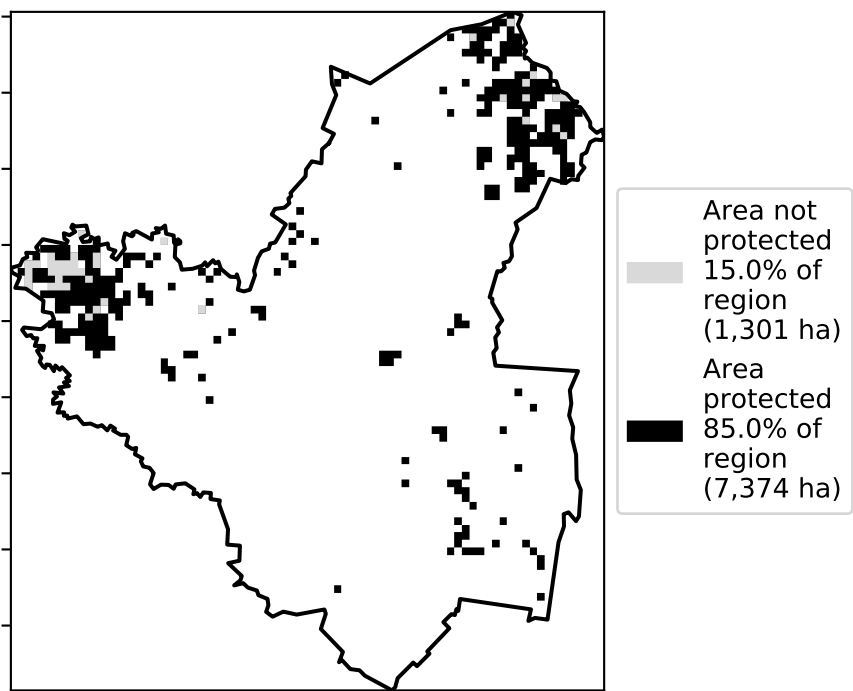 Area not
protected
15.0% of
region
(1,301 ha)
Area
protected
85.0% of
region
(7,374 ha)